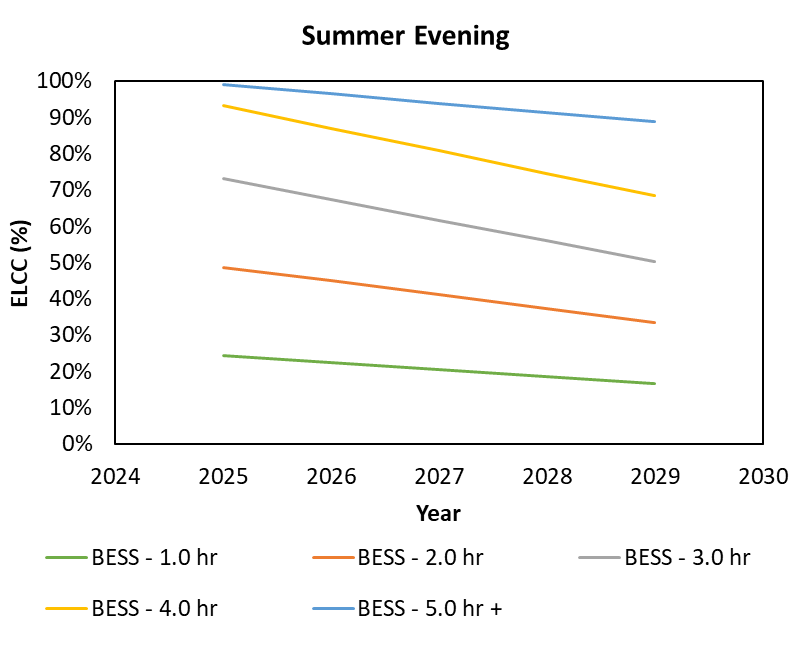 Summer Evening
100%
90%
80%
70%
60%
50%
40%
30%
20%
10%
0%
ELCC (%)
2024 2025 2026 2027 2028 2029 2030
Year
BESS - 1.0 hr BESS - 2.0 hr BESS - 3.0 hr
BESS - 4.0 hr BESS - 5.0 hr +